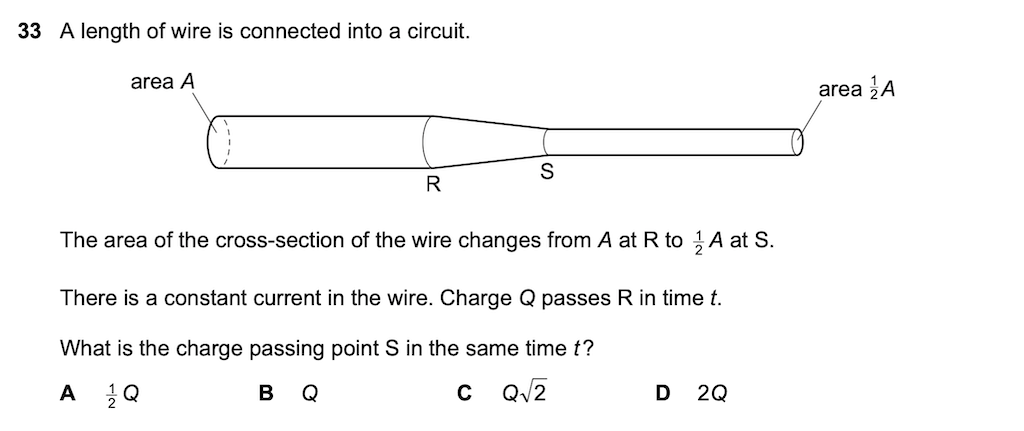 33 A length of wire is connected into a circuit.
area A
area ½A
R
S
The area of the cross-section of the wire changes from A at R to ½A at S.
There is a constant current in the wire. Charge Q passes R in time t.
What is the charge passing point S in the same time t?
A ½Q B Q C Q√2 D 2Q